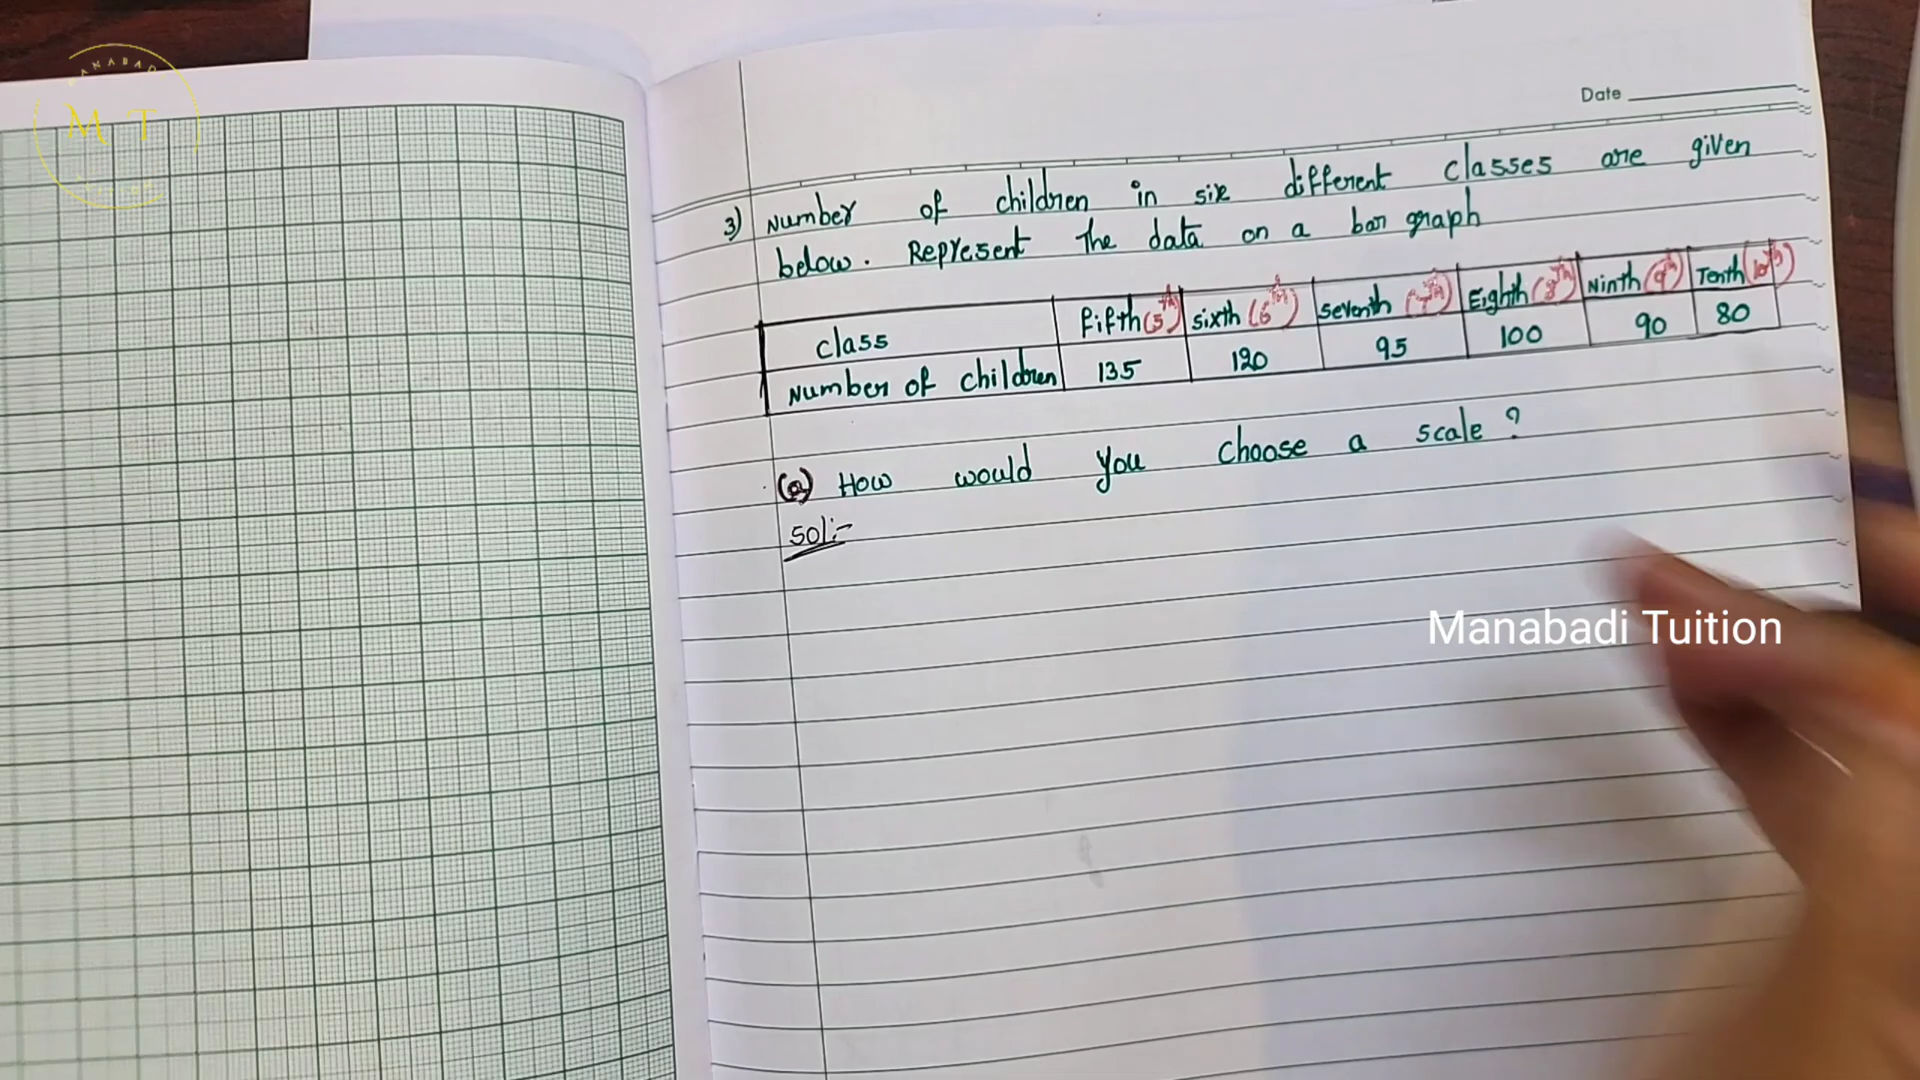 MANABADI
M T
Date
3) Number of children in six different classes are given
below. Represent the data on a bar graph
class Fifth (5th) sixth (6th) seventh (7th) Eighth (8th) Ninth (9th) Tenth (10th)
Number of children 135 120 95 100 90 80
(a) How would you choose a scale?
Sol:-
Manabadi Tuition